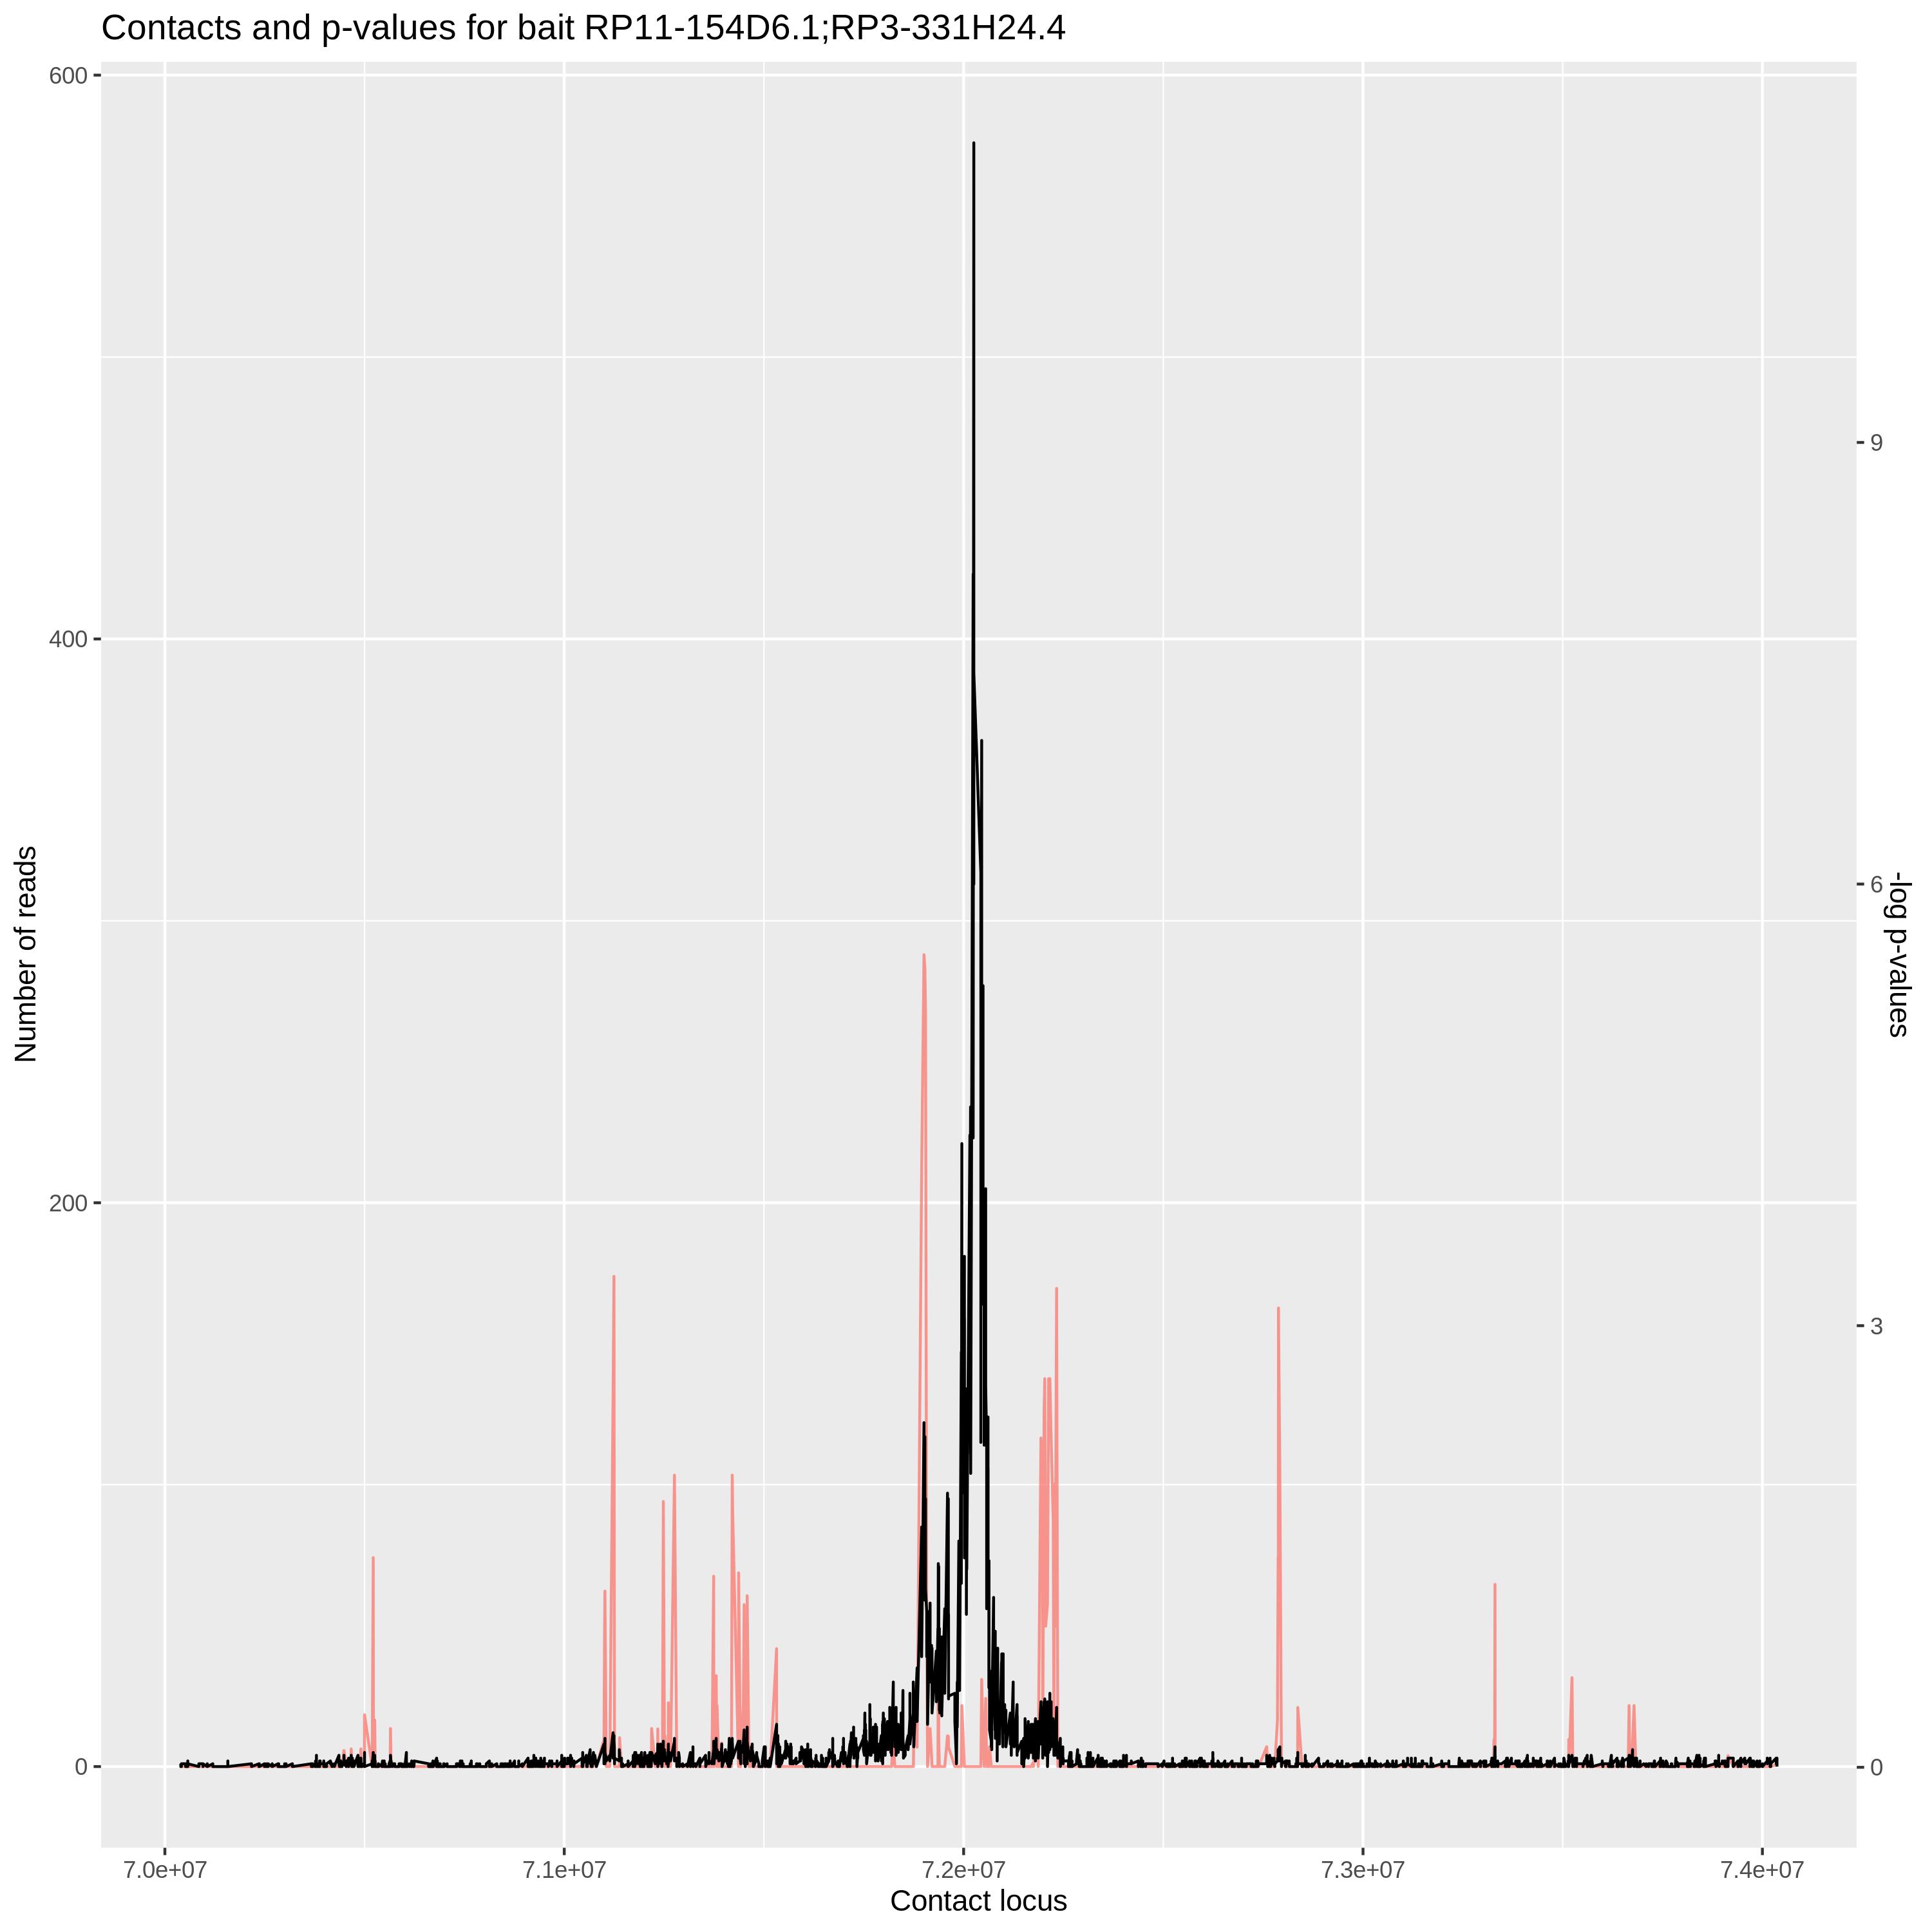 Contacts and p-values for bait RP11-154D6.1;RP3-331H24.4
600
400
200
0
Number of reads
9
6
3
0
-log p-values
7.0e+07
7.1e+07
7.2e+07
7.3e+07
7.4e+07
Contact locus